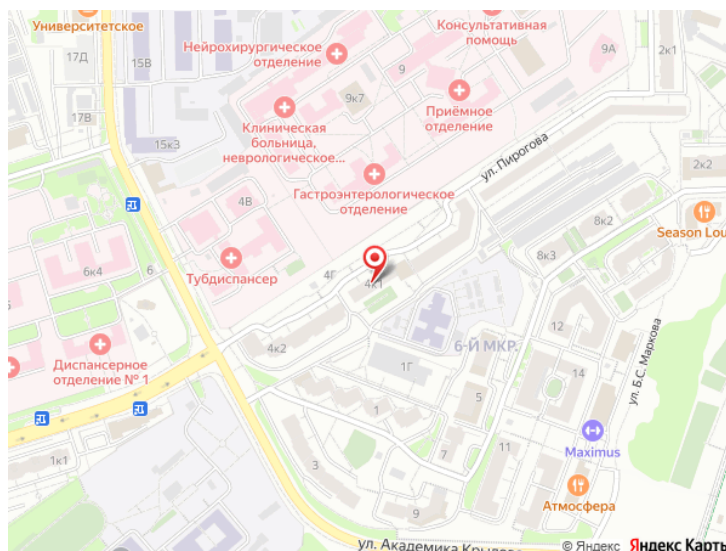 Университетское
17Д
15В
17В
15к3
Нейрохирургическое
отделение
Консультативная
помощь
2к1
9А
9
9к7
Клиническая
больница,
неврологическое...
Приёмное
отделение
ул. Пирогова
Гастроэнтерологическое
отделение
2к2
4В
8к2
Season Lou
6к4
6
Тубдиспансер
4Г
4к1
8к3
Диспансерное
отделение № 1
4к2
6-Й МКР.
12
1Г
14
ул. Б.С. Маркова
5
1
1к1
3
7
11
Maximus
9
Атмосфера
ул. Академика Крылов
© Яндекс Яндекс Карты